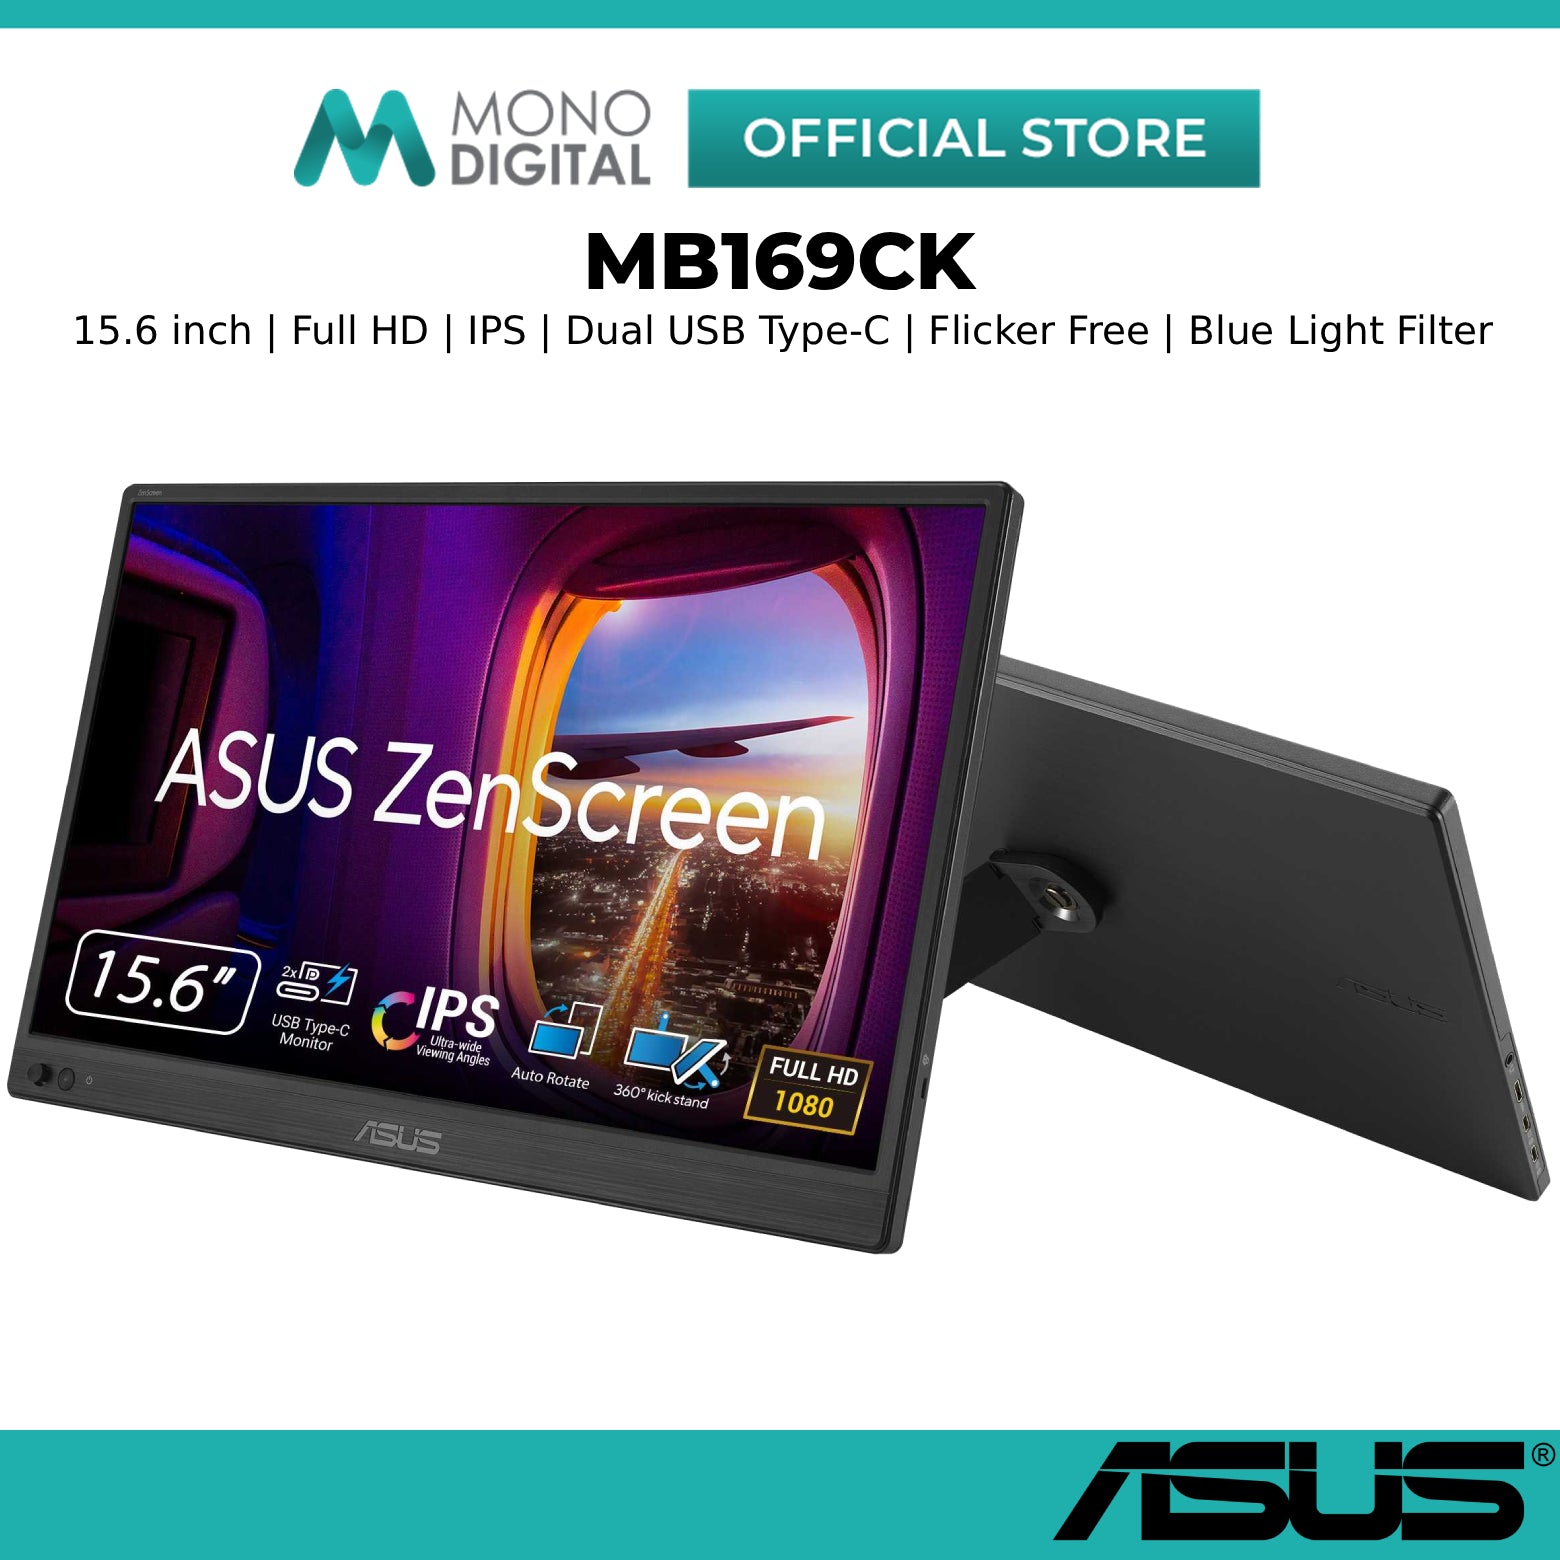 MONO
DIGITAL
OFFICIAL STORE
MB169CK
15.6 inch | Full HD | IPS | Dual USB Type-C | Flicker Free | Blue Light Filter
ZenScreen
ASUS ZenScreen
15.6"
2x
USB Type-C
Monitor
IPS
Ultra-wide
Viewing Angles
Auto Rotate
360° kick stand
FULL HD
1080
ASUS
ASUS
ASUS®